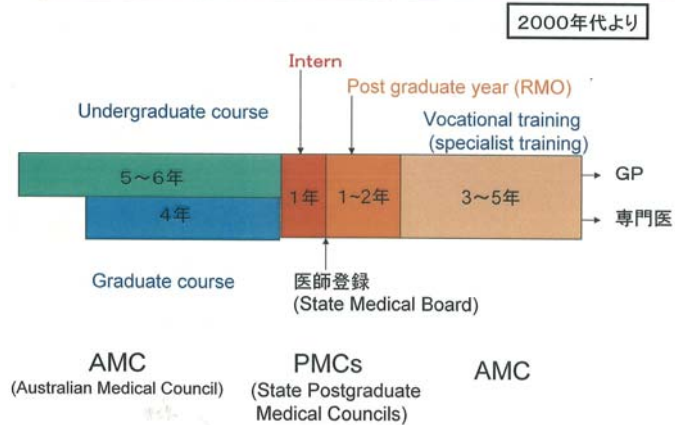 2000年代より
Intern
Post graduate year (RMO)
Undergraduate course
Vocational training
(specialist training)
5～6年
4年
1年
1~2年
3～5年
GP
専門医
Graduate course
医師登録
(State Medical Board)
AMC
(Australian Medical Council)
PMCs
(State Postgraduate
Medical Councils)
AMC